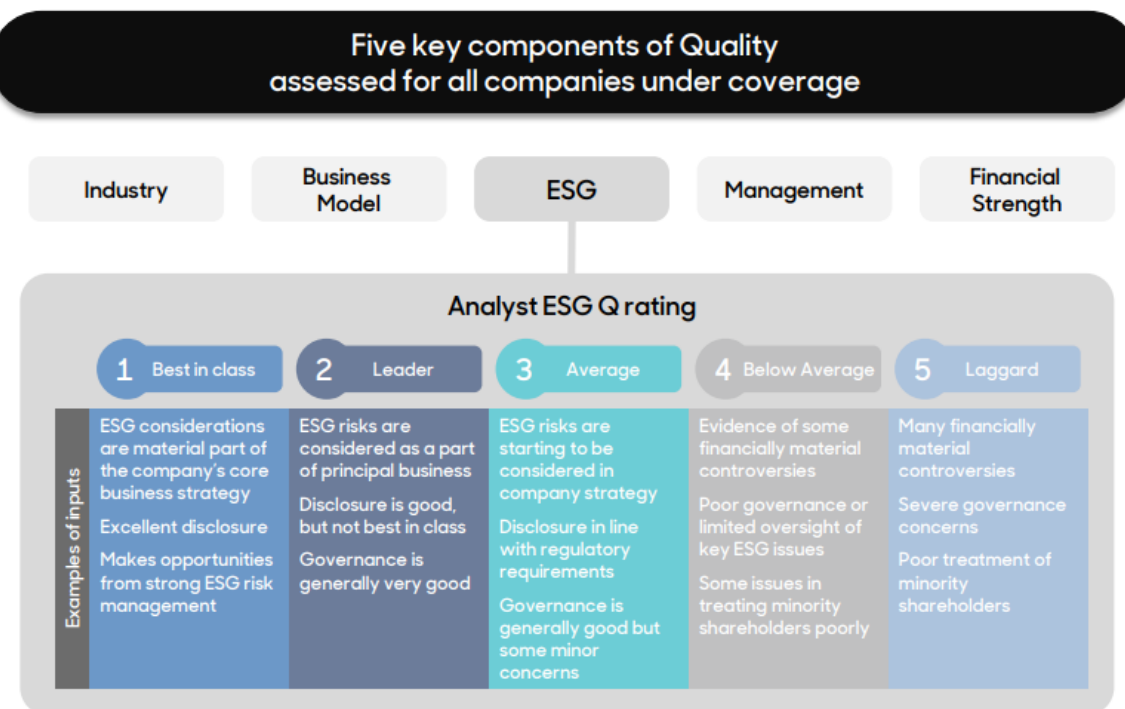 Five key components of Quality
assessed for all companies under coverage
Industry
Business
Model
ESG
Management
Financial
Strength
Analyst ESG Q rating
1 Best in class
2 Leader
3 Average
4 Below Average
5 Laggard
Examples of inputs
ESG considerations
are material part of
the company's core
business strategy
Excellent disclosure
Makes opportunities
from strong ESG risk
management
ESG risks are
considered as a part
of principal business
Disclosure is good,
but not best in class
Governance is
generally very good
ESG risks are
starting to be
considered in
company strategy
Disclosure in line
with regulatory
requirements
Governance is
generally good but
some minor
concerns
Evidence of some
financially material
controversies
Poor governance or
limited oversight of
key ESG issues
Some issues in
treating minority
shareholders poorly
Many financially
material
controversies
Severe governance
concerns
Poor treatment of
minority
shareholders